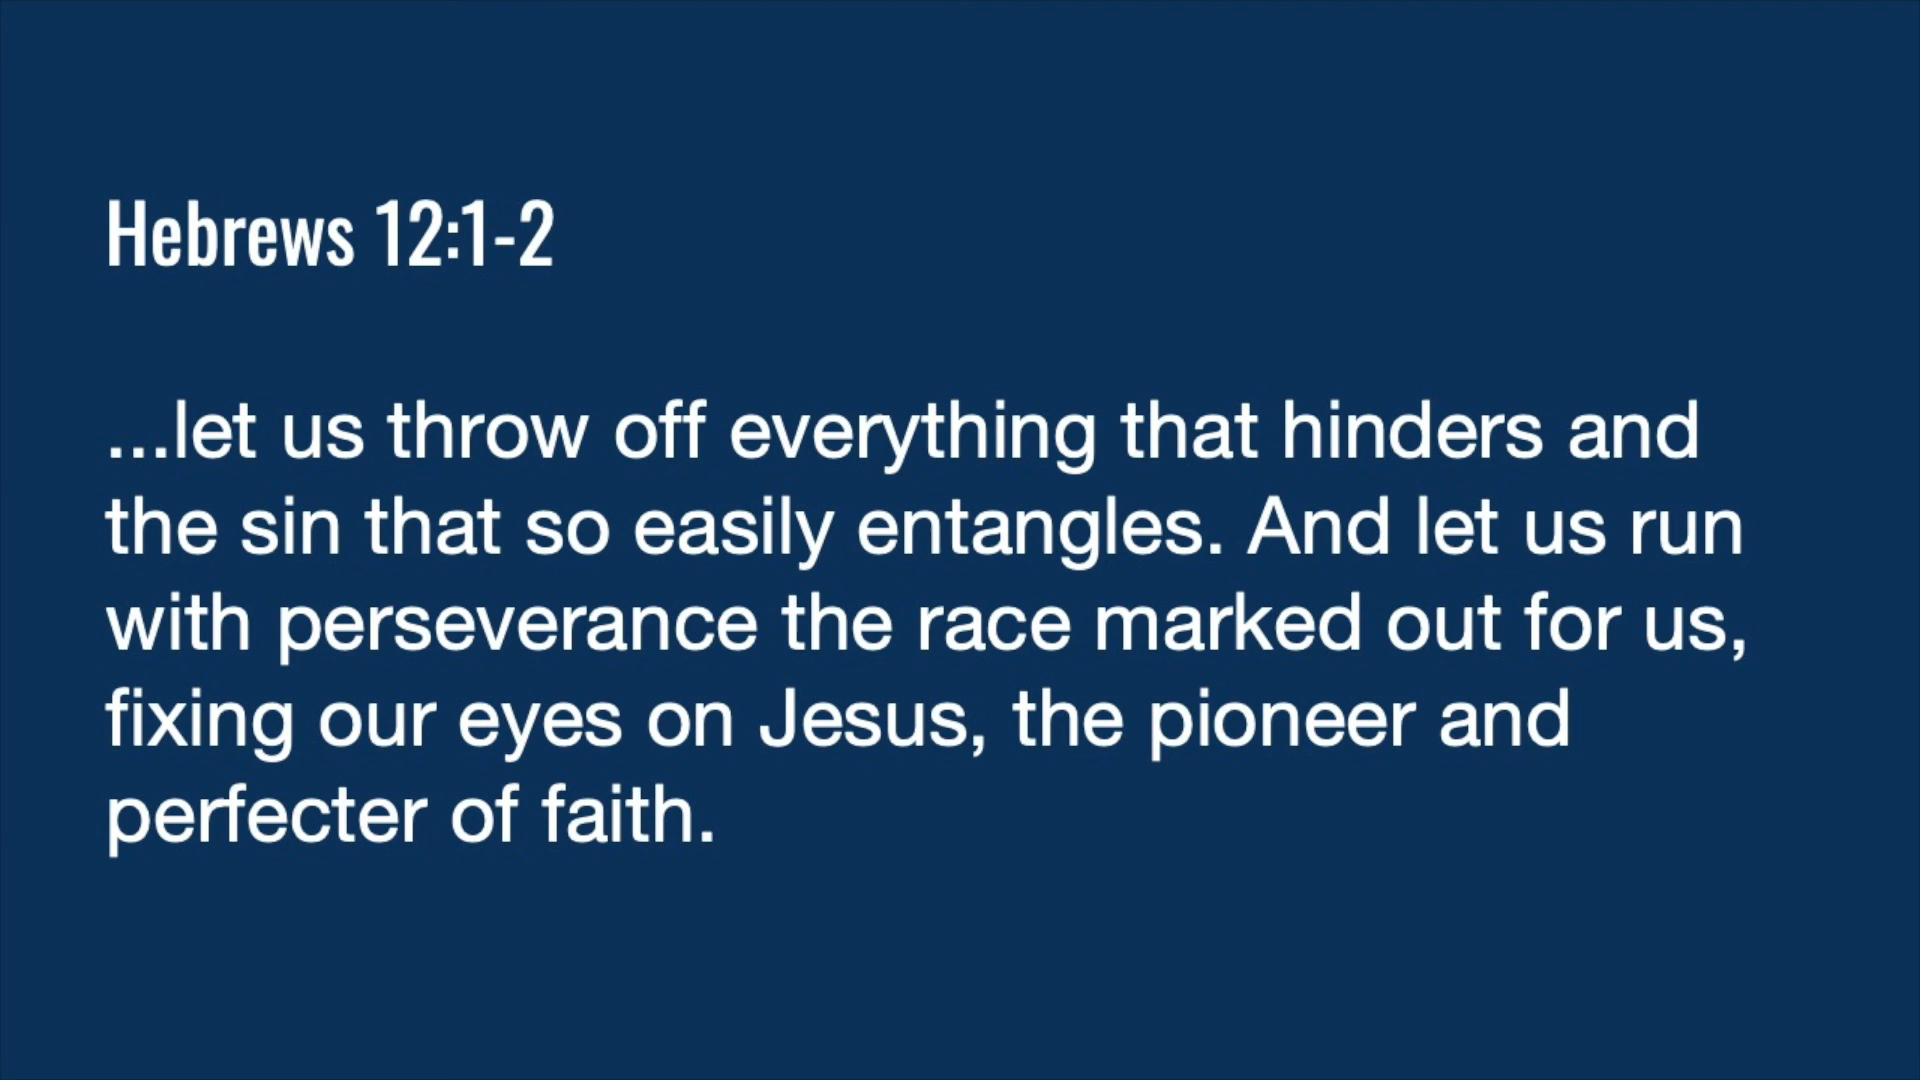 Hebrews 12:1-2
...let us throw off everything that hinders and
the sin that so easily entangles. And let us run
with perseverance the race marked out for us,
fixing our eyes on Jesus, the pioneer and
perfecter of faith.